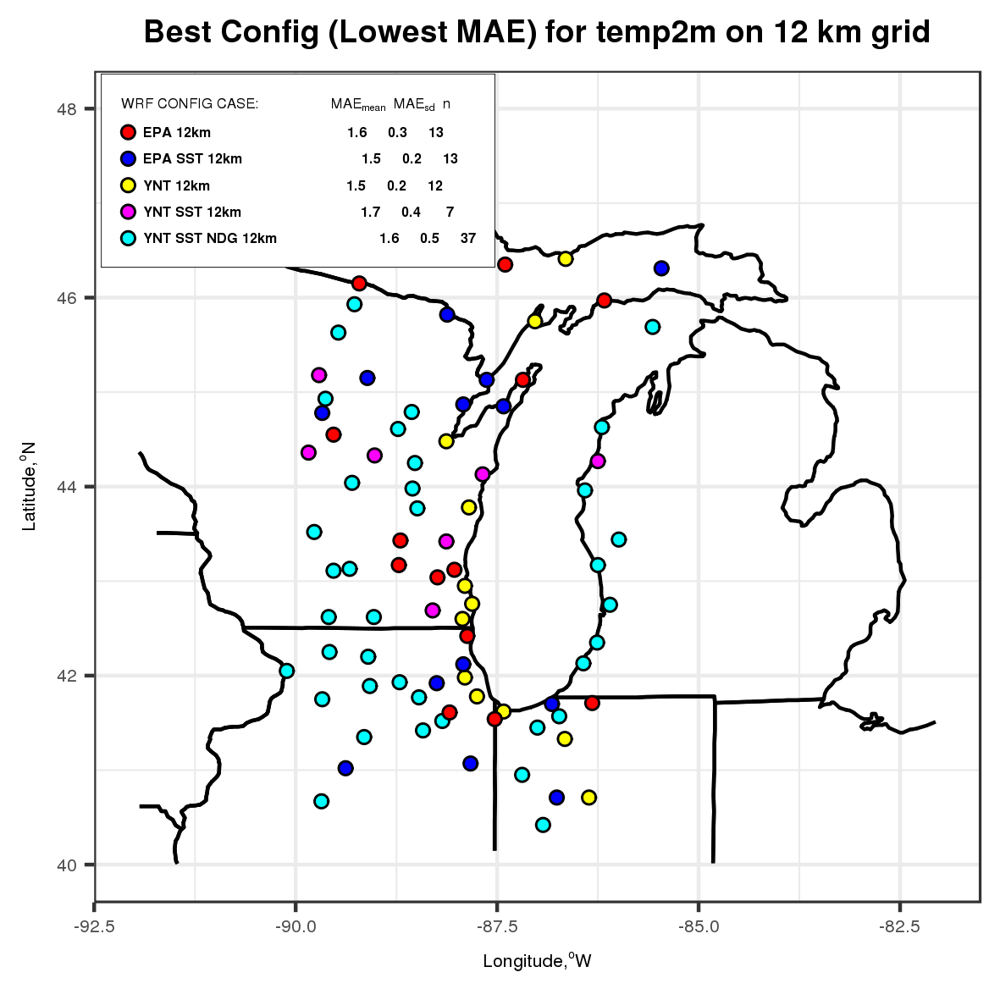 Best Config (Lowest MAE) for temp2m on 12 km grid
WRF CONFIG CASE: MAEmean MAEsd n
EPA 12km 1.6 0.3 13
EPA SST 12km 1.5 0.2 13
YNT 12km 1.5 0.2 12
YNT SST 12km 1.7 0.4 7
YNT SST NDG 12km 1.6 0.5 37
48
46
44
42
40
Latitude,oN
-92.5 -90.0 -87.5 -85.0 -82.5
Longitude,oW